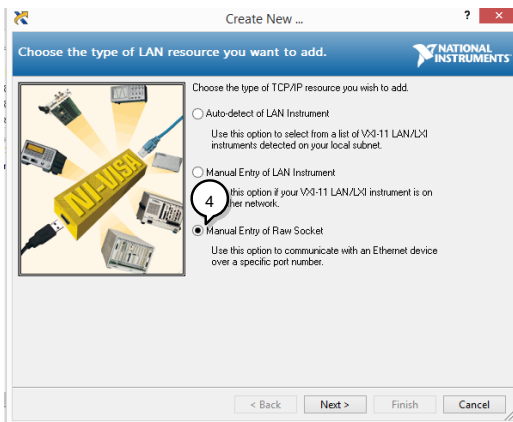 Create New ...
?
×
Choose the type of LAN resource you want to add.
NATIONAL
INSTRUMENTS
Choose the type of TCP/IP resource you wish to add.
Auto-detect of LAN Instrument
Use this option to select from a list of VXI-11 LAN/LXI
instruments detected on your local subnet.
Manual Entry of LAN Instrument
this option if your VXI-11 LAN/LXI instrument is on
her network.
4
Manual Entry of Raw Socket
Use this option to communicate with an Ethernet device
over a specific port number.
NI-VISA
< Back
Next >
Finish
Cancel